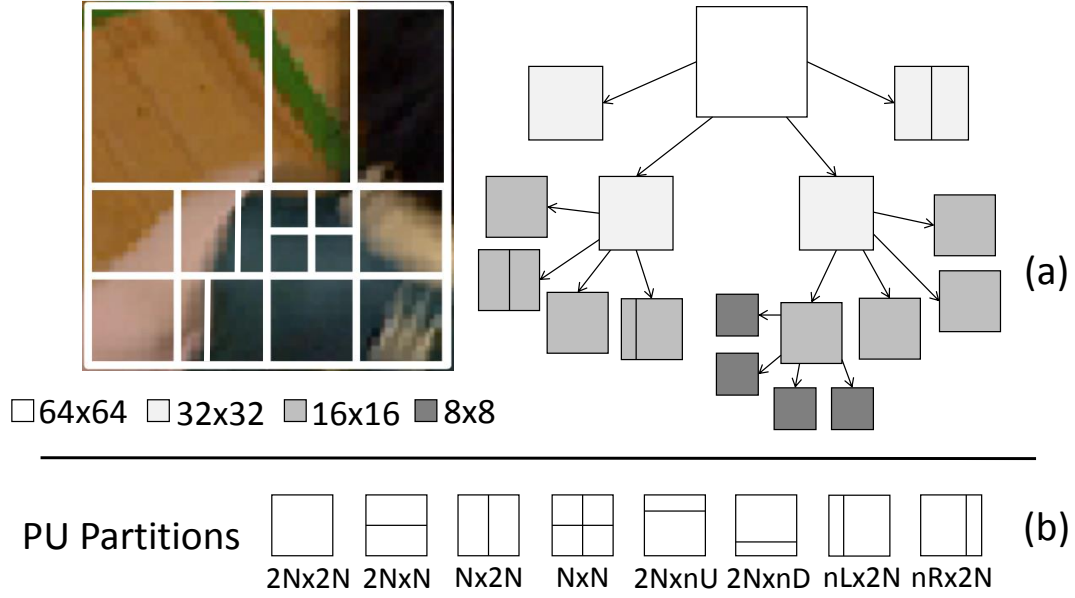 (a)
64x64 32x32 16x16 8x8
PU Partitions
(b)
2Nx2N 2NxN Nx2N NxN 2NxnU 2NxnD nLx2N nRx2N